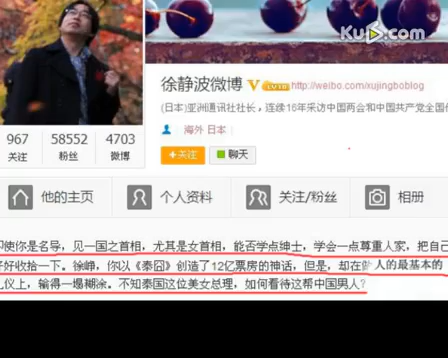 Ku6.com
徐静波微博 V LV10 http://weibo.com/xujingboblog
(日本)亚洲通讯社社长，连续16年采访中国两会和中国共产党全国
海外 日本
967 58552 4703
关注 粉丝 微博
+关注 聊天
他的主页 个人资料 关注/粉丝 相册
即使你是名导，见一国之首相，尤其是女首相，能否学点绅士，学会一点尊重人家，把自己
好好收拾一下。徐峥，你以《泰囧》创造了12亿票房的神话，但是，却在做人的最基本的
礼仪上，输得一塌糊涂。不知泰国这位美女总理，如何看待这帮中国男人？